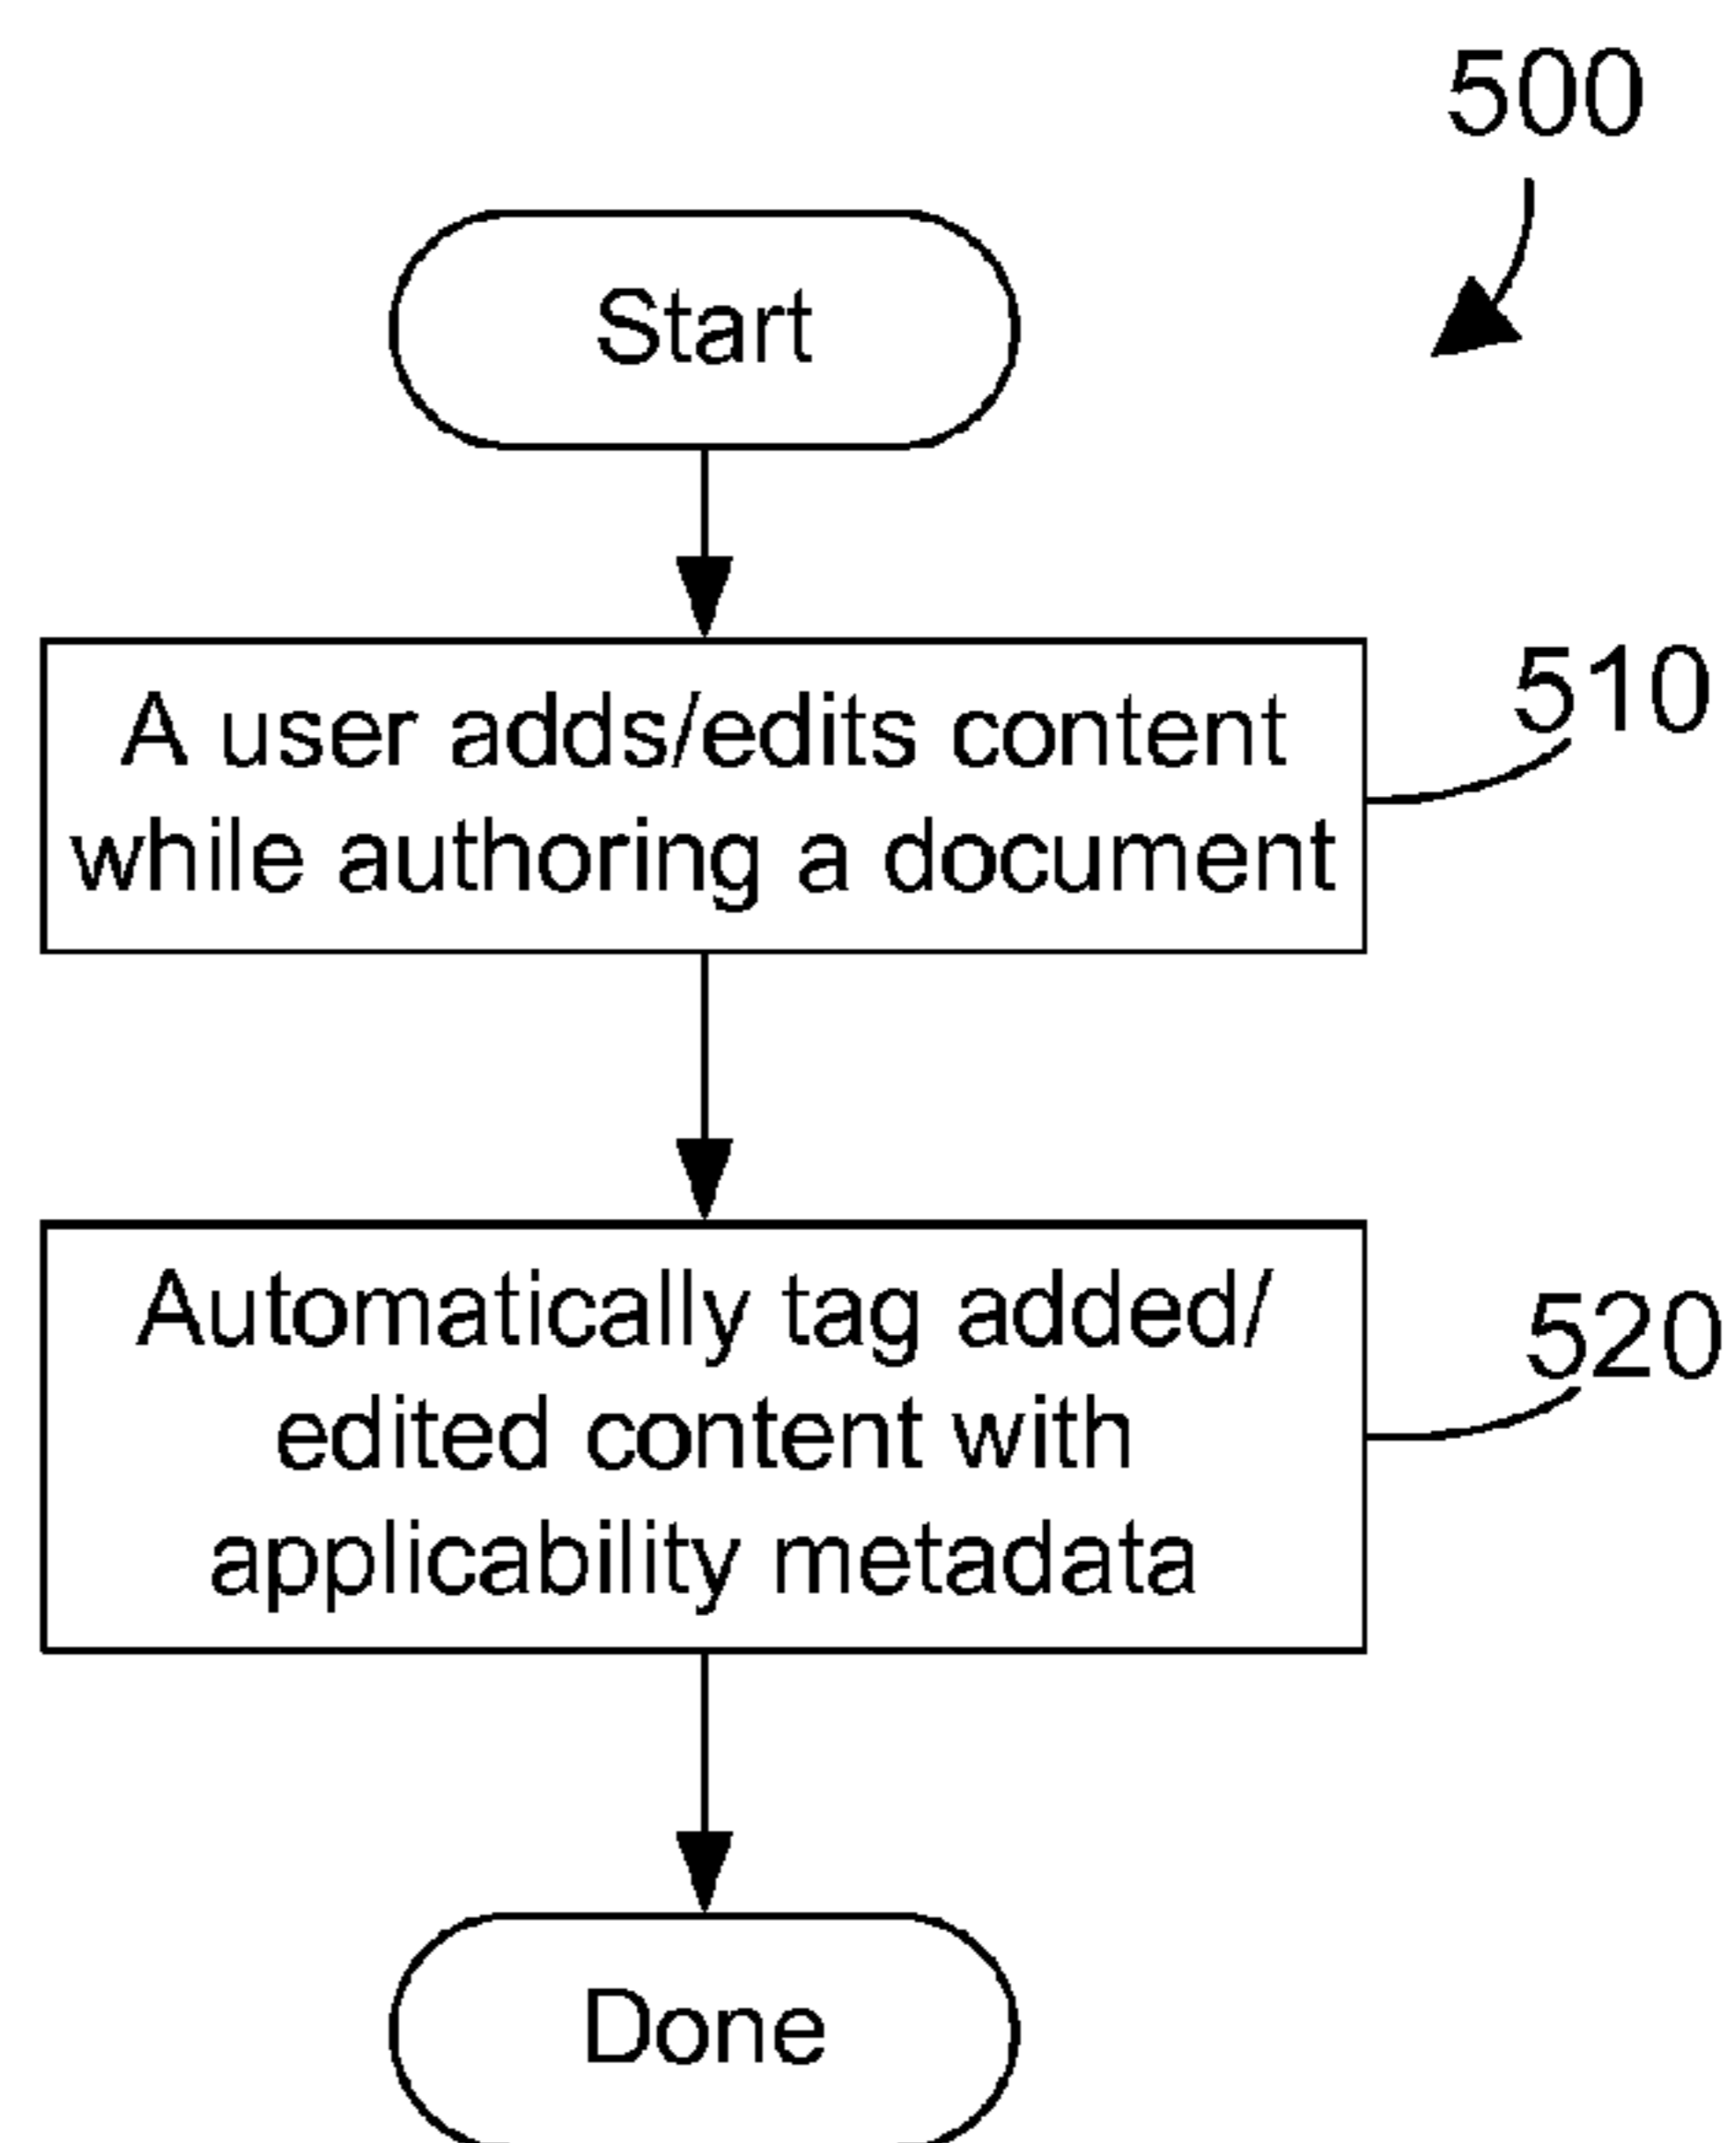 500
Start
A user adds/edits content
while authoring a document
510
Automatically tag added/
edited content with
applicability metadata
520
Done